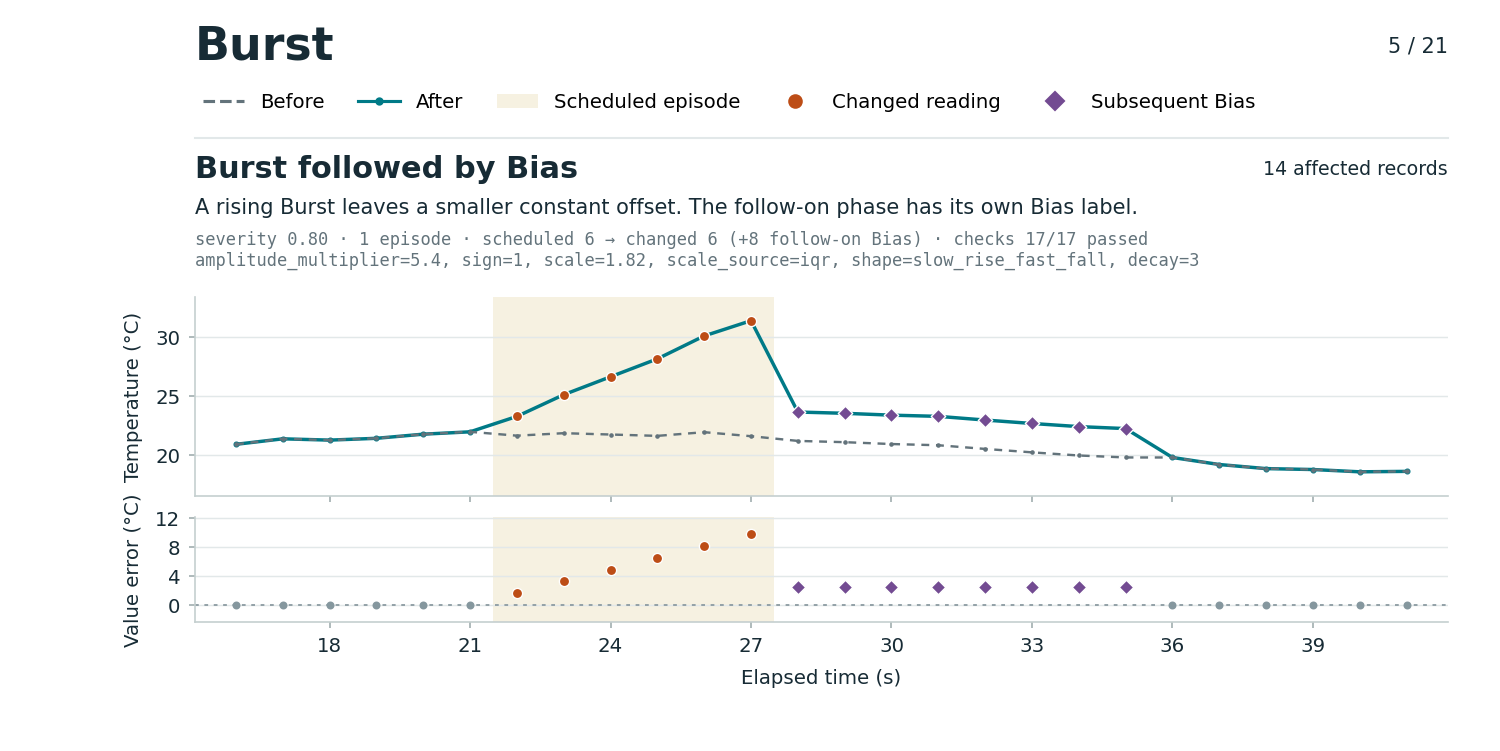 Burst
5 / 21
Before After Scheduled episode Changed reading Subsequent Bias
Burst followed by Bias
14 affected records
A rising Burst leaves a smaller constant offset. The follow-on phase has its own Bias label.
severity 0.80 · 1 episode · scheduled 6 → changed 6 (+8 follow-on Bias) · checks 17/17 passed
amplitude_multiplier=5.4, sign=1, scale=1.82, scale_source=iqr, shape=slow_rise_fast_fall, decay=3
Temperature (°C)
30
25
20
Value error (°C)
12
8
4
0
18 21 24 27 30 33 36 39
Elapsed time (s)